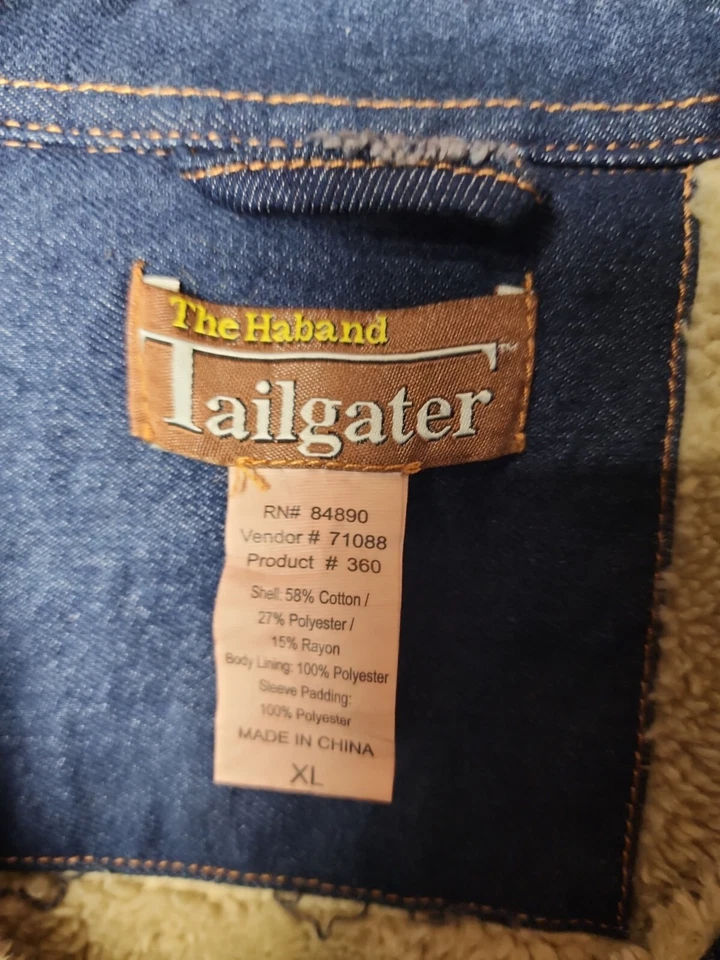 The Haband
Tailgater™
RN# 84890
Vendor # 71088
Product # 360
Shell: 58% Cotton /
27% Polyester /
15% Rayon
Body Lining: 100% Polyester
Sleeve Padding:
100% Polyester
MADE IN CHINA
XL